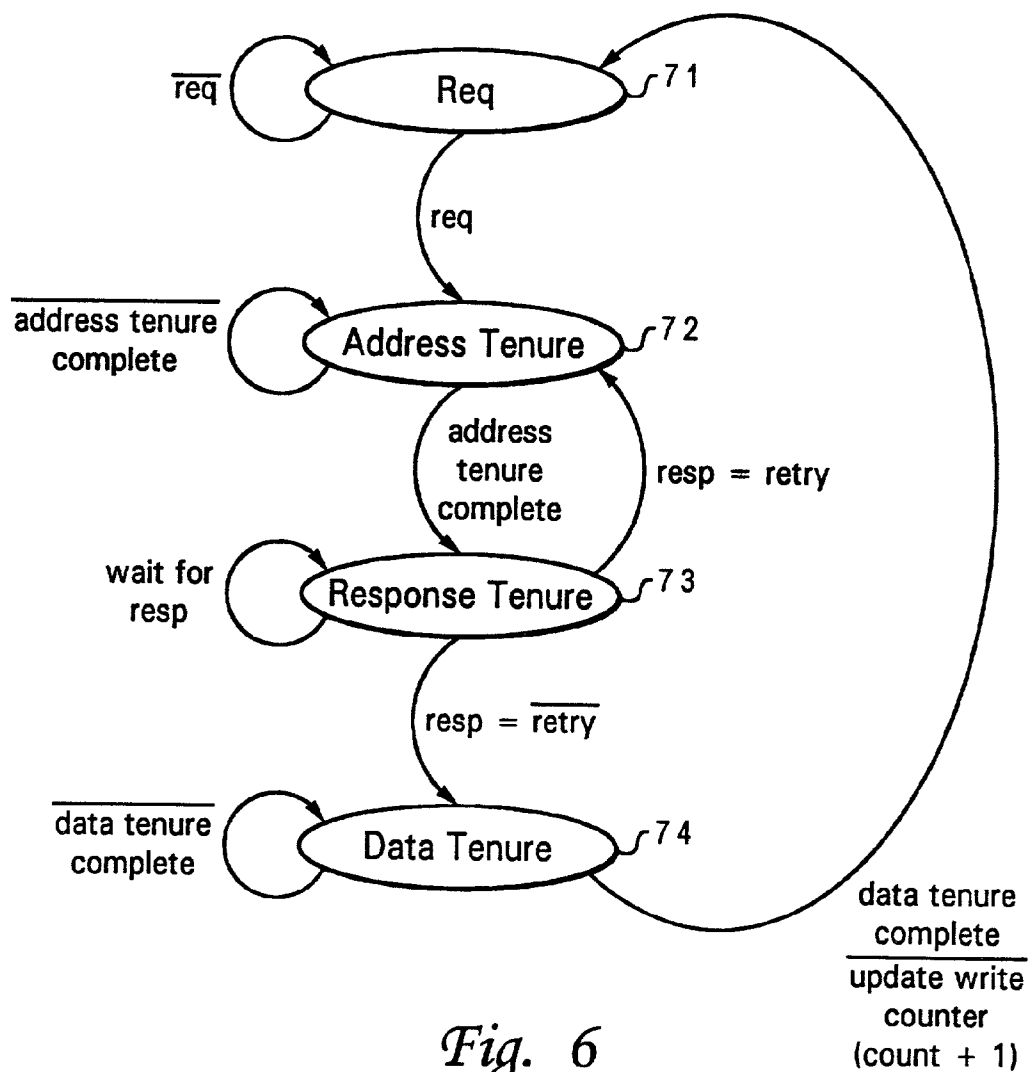 req
Req
71
req
address tenure
complete
Address Tenure
72
address
tenure
complete
resp = retry
wait for
resp
Response Tenure
73
resp = retry
data tenure
complete
Data Tenure
74
data tenure
complete
update write
counter
(count + 1)
Fig. 6